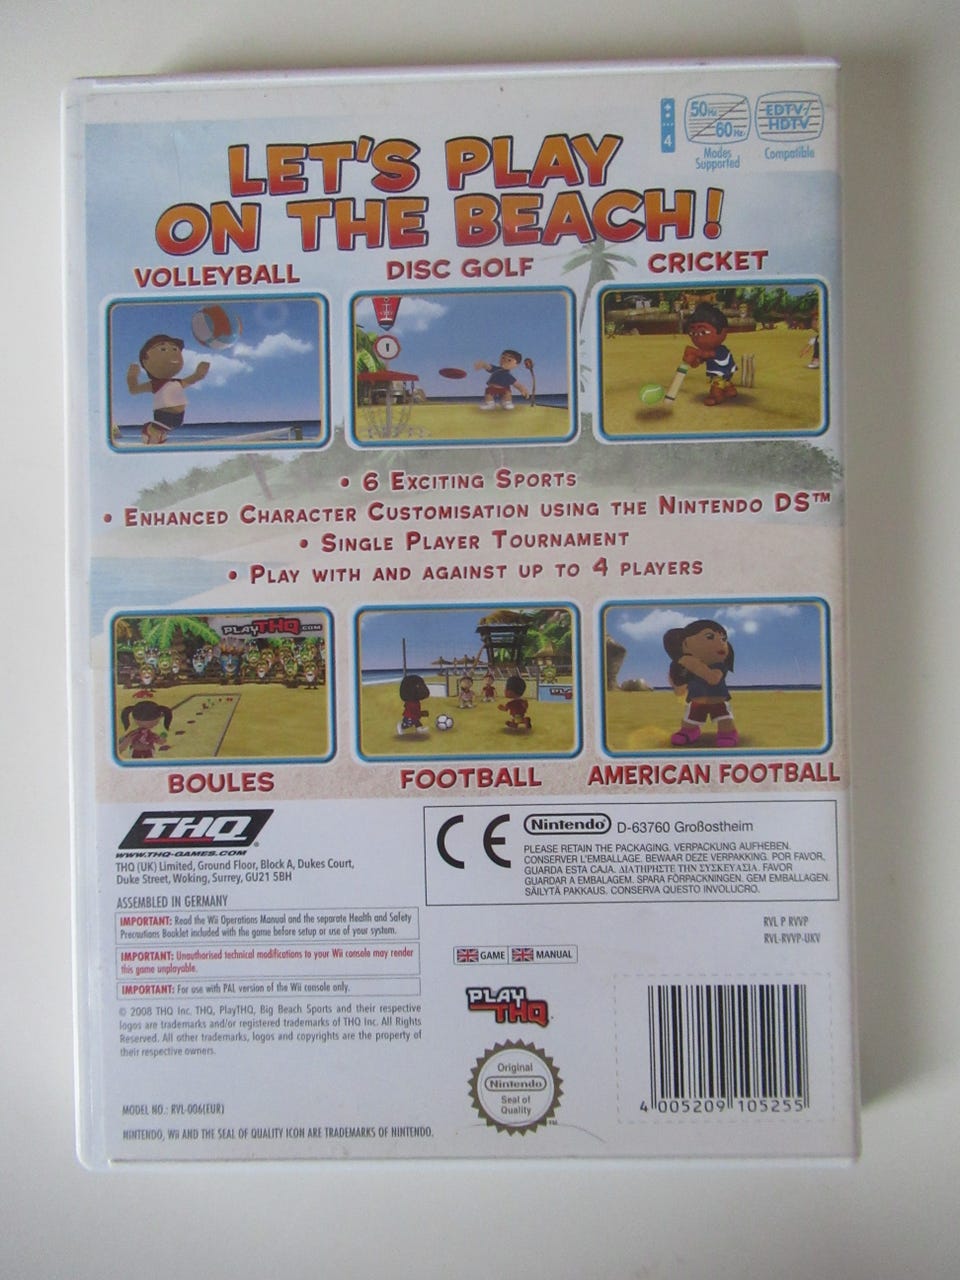 4
50Hz
60Hz
Modes
Supported
EDTV/
HDTV
Compatible
LET'S PLAY
ON THE BEACH!
VOLLEYBALL
DISC GOLF
CRICKET
1
• 6 EXCITING SPORTS
• ENHANCED CHARACTER CUSTOMISATION USING THE NINTENDO DS™
• SINGLE PLAYER TOURNAMENT
• PLAY WITH AND AGAINST UP TO 4 PLAYERS
PLAYTHQ.COM
BOULES
FOOTBALL
AMERICAN FOOTBALL
THQ®
WWW.THQ-GAMES.COM
THQ (UK) Limited, Ground Floor, Block A, Dukes Court,
Duke Street, Woking, Surrey, GU21 5BH
ASSEMBLED IN GERMANY
IMPORTANT: Read the Wii Operations Manual and the separate Health and Safety
Precautions Booklet included with the game before setup or use of your system.
IMPORTANT: Unauthorised technical modifications to your Wii console may render
this game unplayable.
IMPORTANT: For use with PAL version of the Wii console only.
© 2008 THQ Inc. THQ, PlayTHQ, Big Beach Sports and their respective
logos are trademarks and/or registered trademarks of THQ Inc. All Rights
Reserved. All other trademarks, logos and copyrights are the property of
their respective owners.
MODEL NO.: RVL-006(EUR)
NINTENDO, Wii AND THE SEAL OF QUALITY ICON ARE TRADEMARKS OF NINTENDO.
CE
Nintendo® D-63760 Großostheim
PLEASE RETAIN THE PACKAGING. VERPACKUNG AUFHEBEN.
CONSERVER L'EMBALLAGE. BEWAAR DEZE VERPAKKING. POR FAVOR,
GUARDA ESTA CAJA. ΔΙΑΤΗΡΗΣΤΕ ΤΗΝ ΣΥΣΚΕΥΑΣΙΑ. FAVOR
GUARDAR A EMBALAGEM. SPARA FÖRPACKNINGEN. GEM EMBALLAGEN.
SÄILYTÄ PAKKAUS. CONSERVA QUESTO INVOLUCRO.
RVL P RVVP
RVL-RVVP-UKV
GAME
MANUAL
PLAY
THQ
Original
Nintendo
Seal of
Quality
TM
4 005209 105255